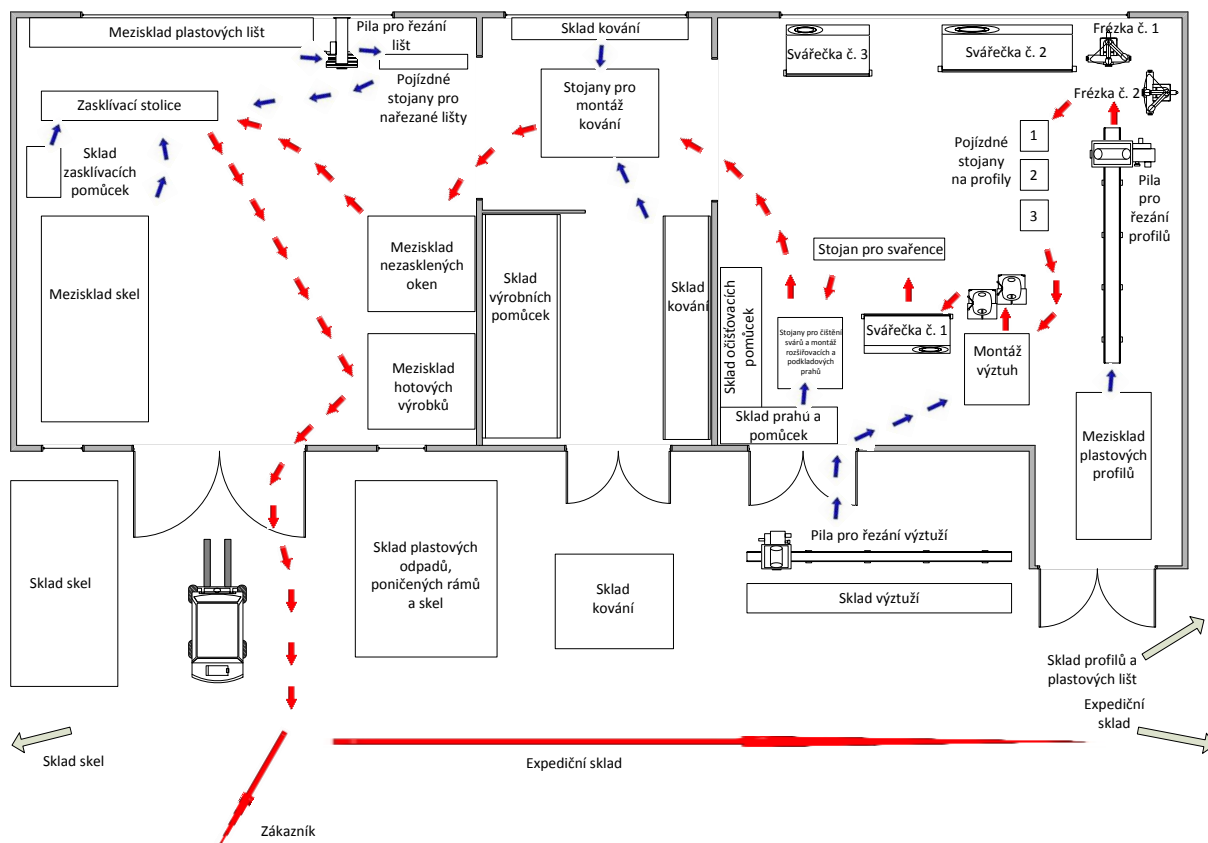 Mezisklad plastových lišt
Pila pro řezání
lišt
Sklad kování
Svářečka č. 3
Svářečka č. 2
Frézka č. 1
Frézka č. 2
Zasklívací stolice
Pojízdné
stojany pro
nařezané lišty
Stojany pro
montáž
kování
Pojízdné
stojany
na profily
1
2
3
Pila
pro
řezání
profilů
Sklad
zasklívacích
pomůcek
Mezisklad skel
Mezisklad
nezasklených
oken
Sklad
výrobních
pomůcek
Sklad
kování
Stojan pro svařence
Sklad očišťovacích
pomůcek
Stojany pro čištění
svárů a montáž
rozšiřovacích a
podkladových
prahů
Svářečka č. 1
Montáž
výztuh
Mezisklad
hotových
výrobků
Sklad prahů a
pomůcek
Mezisklad
plastových
profilů
Sklad skel
Sklad plastových
odpadů,
poničených rámů
a skel
Sklad
kování
Pila pro řezání výztuží
Sklad výztuží
Sklad profilů a
plastových lišt
Expediční
sklad
Sklad skel
Expediční sklad
Zákazník